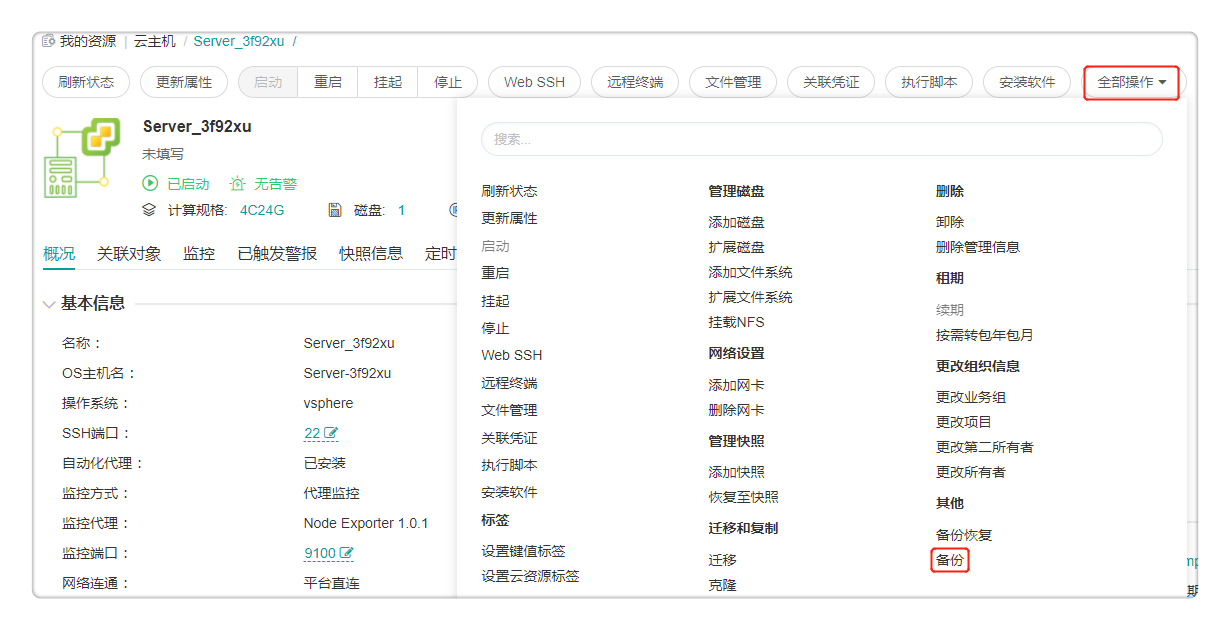 我的资源 | 云主机 / Server_3f92xu /
刷新状态 更新属性 启动 重启 挂起 停止 Web SSH 远程终端 文件管理 关联凭证 执行脚本 安装软件 全部操作
Server_3f92xu
未填写
已启动 无告警
计算规格: 4C24G 磁盘: 1
概况 关联对象 监控 已触发警报 快照信息 定时
基本信息
名称： Server_3f92xu
OS主机名： Server-3f92xu
操作系统： vsphere
SSH端口： 22
自动化代理： 已安装
监控方式： 代理监控
监控代理： Node Exporter 1.0.1
监控端口： 9100
网络连通： 平台直连
搜索...
刷新状态
更新属性
启动
重启
挂起
停止
Web SSH
远程终端
文件管理
关联凭证
执行脚本
安装软件
标签
设置键值标签
设置云资源标签
管理磁盘
添加磁盘
扩展磁盘
添加文件系统
扩展文件系统
挂载NFS
网络设置
添加网卡
删除网卡
管理快照
添加快照
恢复至快照
迁移和复制
迁移
克隆
删除
卸除
删除管理信息
租期
续期
按需转包年包月
更改组织信息
更改业务组
更改项目
更改第二所有者
更改所有者
其他
备份恢复
备份